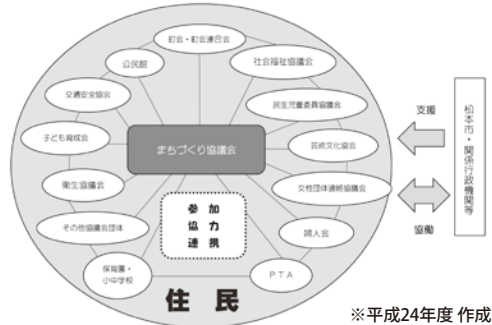 町会・町会連合会
公民館
社会福祉協議会
交通安全協会
民生児童委員協議会
子ども育成会
まちづくり協議会
芸術文化協会
衛生協議会
女性団体連絡協議会
その他協議会団体
参加
協力
連携
婦人会
保育園・
小中学校
PTA
住民
支援
協働
松本市・関係行政機関等
※平成24年度 作成